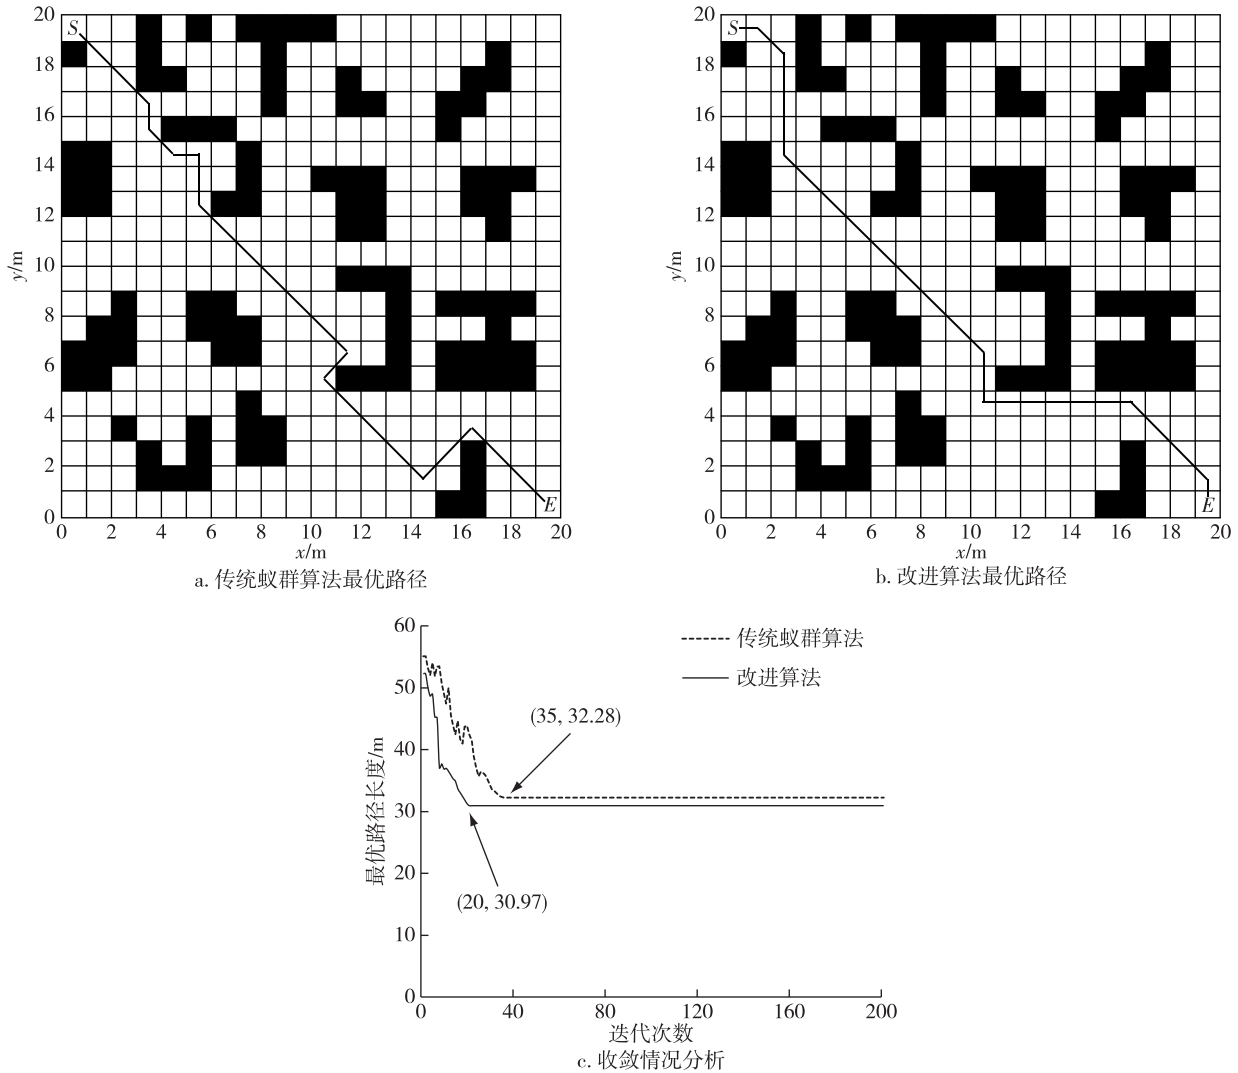 20
S
18
16
14
12
10
8
6
4
2
0
y/m
E
0 2 4 6 8 10 12 14 16 18 20
x/m
a. 传统蚁群算法最优路径
20
S
18
16
14
12
10
8
6
4
2
0
y/m
E
0 2 4 6 8 10 12 14 16 18 20
x/m
b. 改进算法最优路径
60
50
40
30
20
10
0
最优路径长度/m
传统蚁群算法
改进算法
(35, 32.28)
(20, 30.97)
0 40 80 120 160 200
迭代次数
c. 收敛情况分析